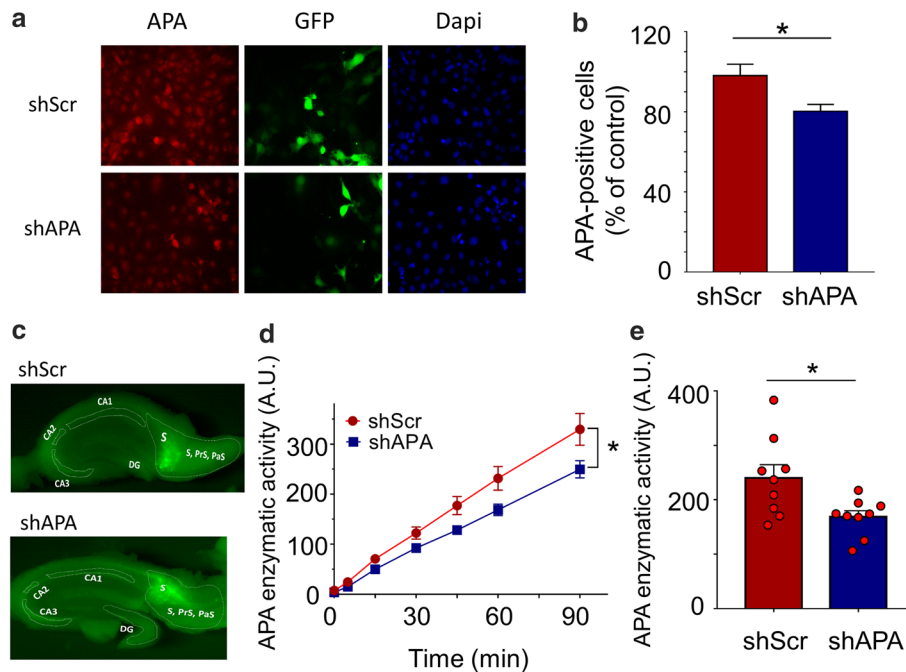 a
APA GFP Dapi
shScr
shAPA
b
APA-positive cells
(% of control)
120
80
40
0
*
shScr shAPA
c
shScr
CA1
CA2
CA3
DG
S
S, PrS, PaS
shAPA
CA1
CA2
CA3
DG
S
S, PrS, PaS
d
APA enzymatic activity (A.U.)
300
200
100
0
shScr
shAPA
*
0 30 60 90
Time (min)
e
APA enzymatic activity (A.U.)
400
200
0
*
shScr shAPA